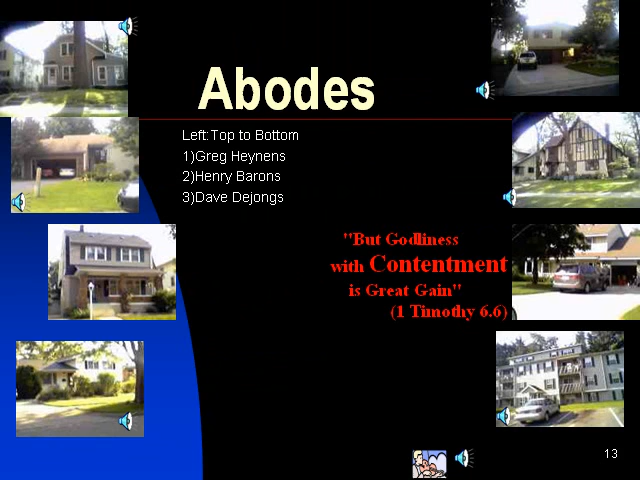 Abodes
Left: Top to Bottom
1)Greg Heynens
2)Henry Barons
3)Dave Dejongs
"But Godliness
with Contentment
is Great Gain"
(1 Timothy 6.6)
13